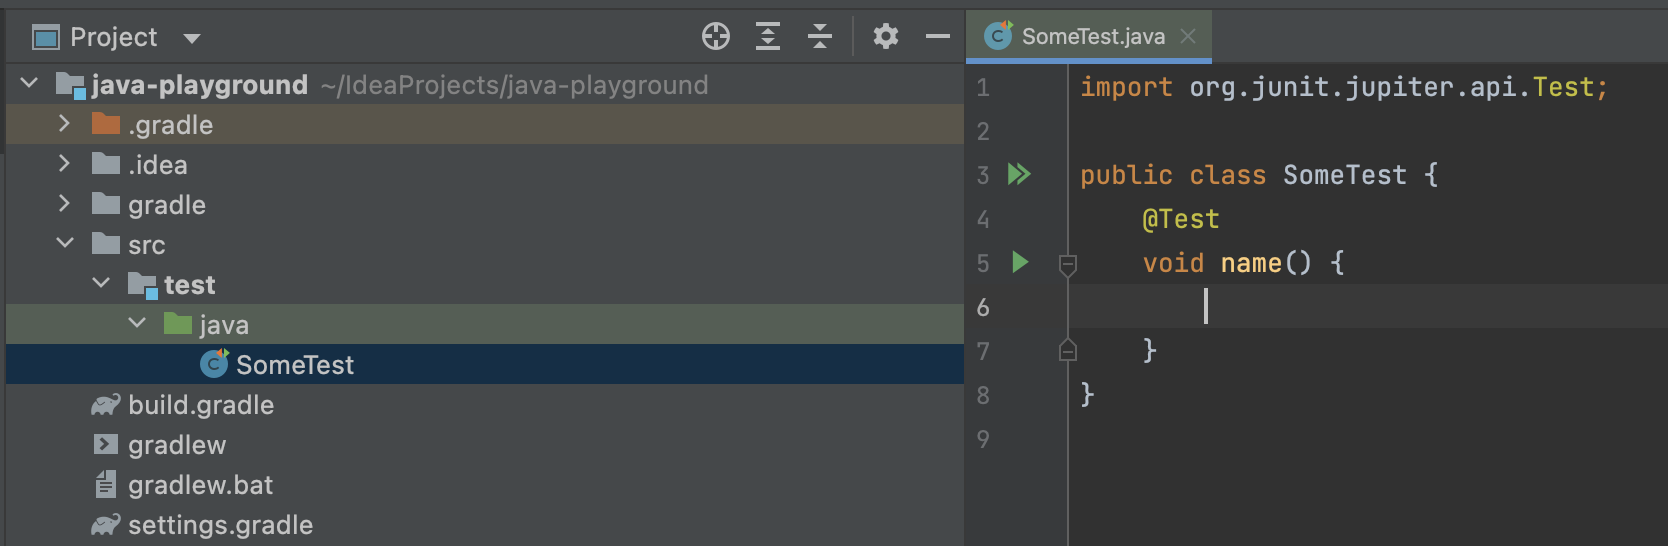 Project
java-playground ~/IdeaProjects/java-playground
.gradle
.idea
gradle
src
test
java
SomeTest
build.gradle
gradlew
gradlew.bat
settings.gradle
SomeTest.java
1 import org.junit.jupiter.api.Test;
2
3 public class SomeTest {
4 @Test
5 void name() {
6
7 }
8 }
9